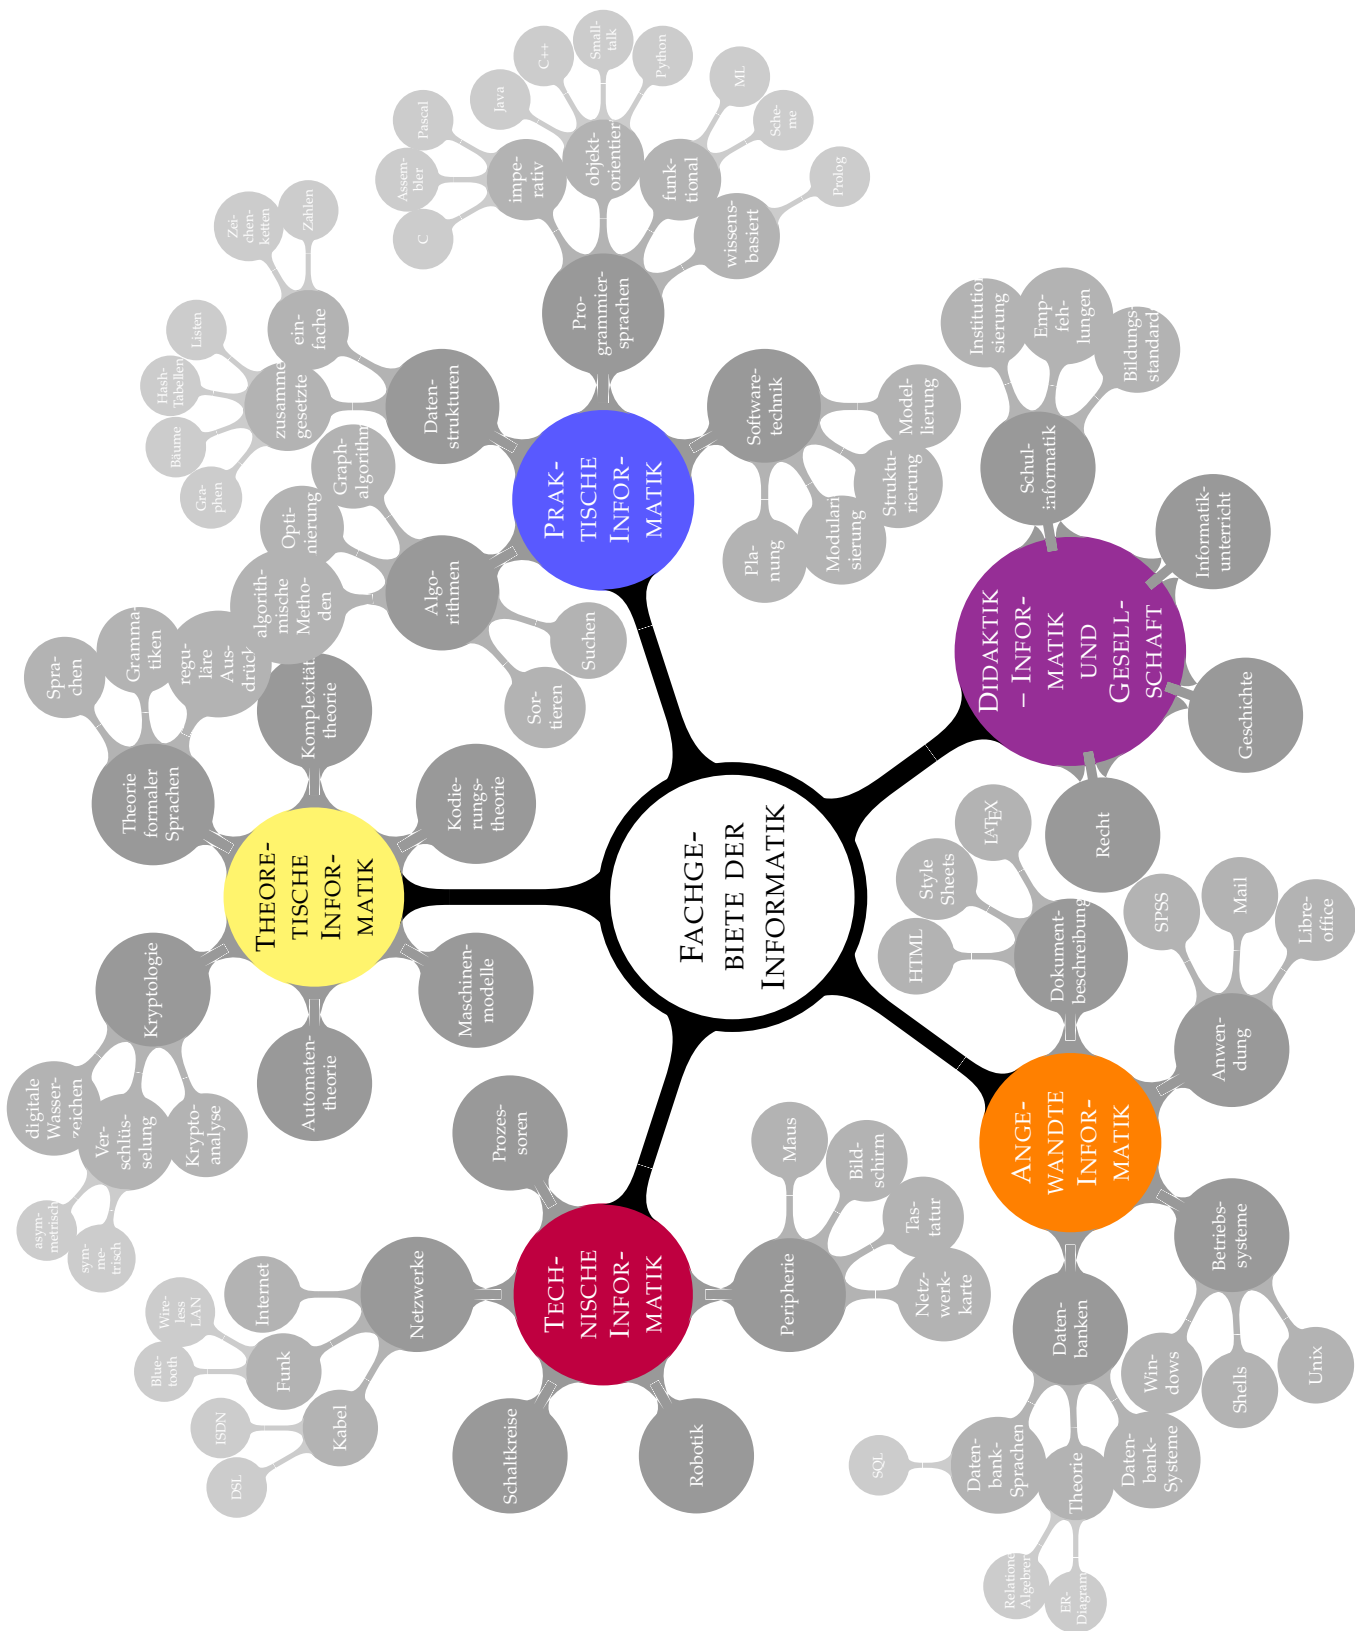 FACHGE-
BIETE DER
INFORMATIK
PRAK-
TISCHE
INFOR-
MATIK
Pro-
grammier-
sprachen
impe-
rativ
C
Assem-
bler
Pascal
objekt-
orientier
Java
C++
Small-
talk
Python
funk-
tional
ML
Sche-
me
wissens-
basiert
Prolog
Daten-
strukturen
ein-
fache
Zei-
chen-
ketten
Zahlen
zusamme
gesetzte
Listen
Hash-
Tabellen
Bäume
Gra-
phen
Algo-
rithmen
Graph-
algorithm
Opti-
mierung
algorith-
mische
Metho-
den
Sor-
tieren
Suchen
Software-
technik
Pla-
nung
Modulari
sierung
Struktu-
rierung
Model-
lierung
THEORE-
TISCHE
INFOR-
MATIK
Theorie
formaler
Sprachen
Spra-
chen
Gramma-
tiken
regu-
läre
Aus-
drück
Komplexität
theorie
Kodie-
rungs-
theorie
Kryptologie
digitale
Wasser-
zeichen
Ver-
schlüs-
selung
asym-
metrisch
sym-
me-
trisch
Krypto-
analyse
Automaten-
theorie
Maschinen-
modelle
TECH-
NISCHE
INFOR-
MATIK
Prozes-
soren
Netzwerke
Internet
Funk
Wire-
less
LAN
Blue-
tooth
Kabel
ISDN
DSL
Schaltkreise
Robotik
Peripherie
Maus
Bild-
schirm
Tas-
tatur
Netz-
werk-
karte
ANGE-
WANDTE
INFOR-
MATIK
Dokument-
beschreibung
HTML
Style
Sheets
LATEX
Anwen-
dung
SPSS
Mail
Libre-
office
Betriebs-
systeme
Win-
dows
Shells
Unix
Daten-
banken
Daten-
bank-
Sprachen
SQL
Theorie
Relatione
Algebren
ER-
Diagram
Daten-
bank-
Systeme
DIDAKTIK
– INFOR-
MATIK
UND
GESELL-
SCHAFT
Schul-
informatik
Institution
sierung
Emp-
feh-
lungen
Bildungs-
standard
Informatik-
unterricht
Geschichte
Recht